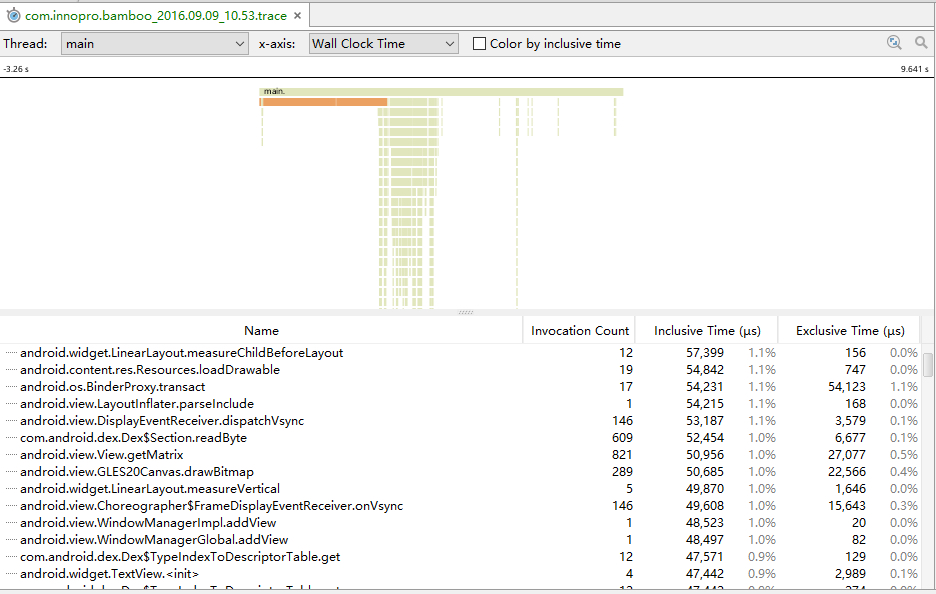 com.innopro.bamboo_2016.09.09_10.53.trace
Thread: main x-axis: Wall Clock Time Color by inclusive time
-3.26 s 9.641 s
main.
Name Invocation Count Inclusive Time (µs) Exclusive Time (µs)
android.widget.LinearLayout.measureChildBeforeLayout 12 57,399 1.1% 156 0.0%
android.content.res.Resources.loadDrawable 19 54,842 1.1% 747 0.0%
android.os.BinderProxy.transact 17 54,231 1.1% 54,123 1.1%
android.view.LayoutInflater.parseInclude 1 54,215 1.1% 168 0.0%
android.view.DisplayEventReceiver.dispatchVsync 146 53,187 1.1% 3,579 0.1%
com.android.dex.Dex$Section.readByte 609 52,454 1.0% 6,677 0.1%
android.view.View.getMatrix 821 50,956 1.0% 27,077 0.5%
android.view.GLES20Canvas.drawBitmap 289 50,685 1.0% 22,566 0.4%
android.widget.LinearLayout.measureVertical 5 49,870 1.0% 1,646 0.0%
android.view.Choreographer$FrameDisplayEventReceiver.onVsync 146 49,608 1.0% 15,643 0.3%
android.view.WindowManagerImpl.addView 1 48,523 1.0% 20 0.0%
android.view.WindowManagerGlobal.addView 1 48,497 1.0% 82 0.0%
com.android.dex.Dex$TypeIndexToDescriptorTable.get 12 47,571 0.9% 129 0.0%
android.widget.TextView.<init> 4 47,442 0.9% 2,989 0.1%